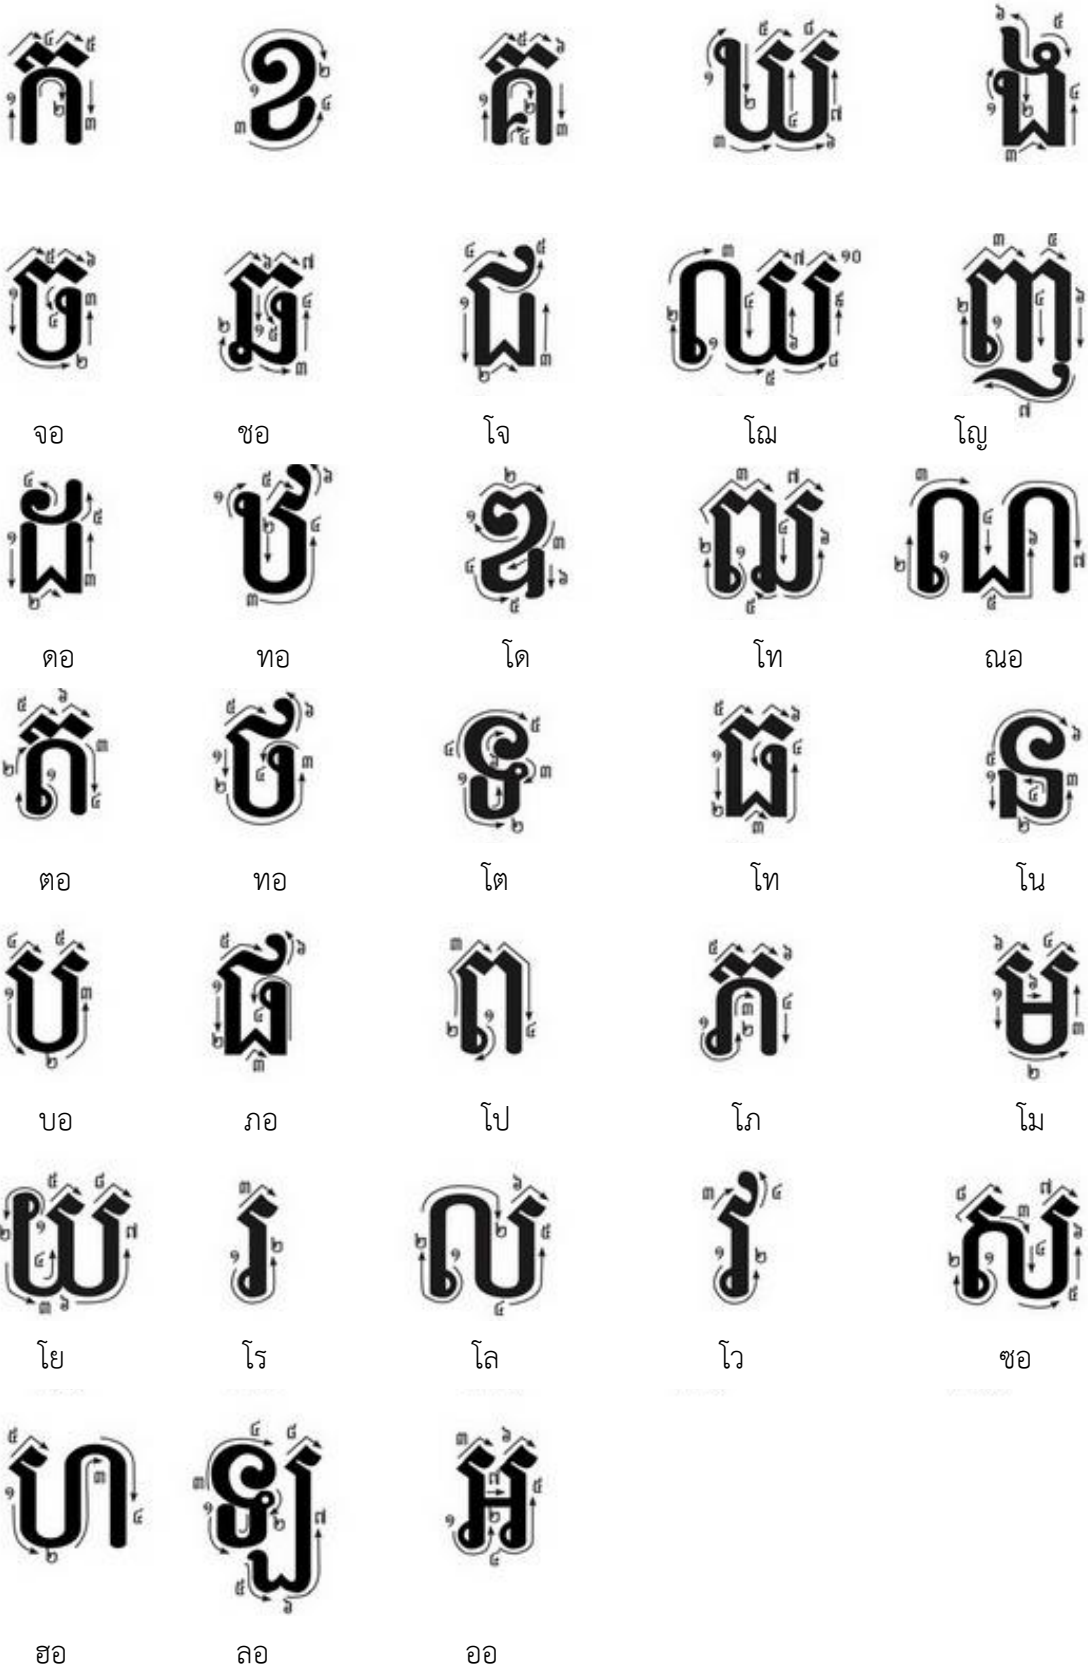 ក ខ គ ឃ ង
ច ឆ ជ ឈ ញ
จอ ชอ โจ โฌ โญ
ដ ឋ ឌ ឍ ណ
ดอ ทอ โด โท ณอ
ត ថ ទ ធ ន
ตอ ทอ โต โท โน
ប ផ ព ភ ម
บอ ภอ โป โภ โม
យ រ ល វ ស
โย โร โล โว ซอ
ហ ឡ អ
ฮอ ลอ ออ